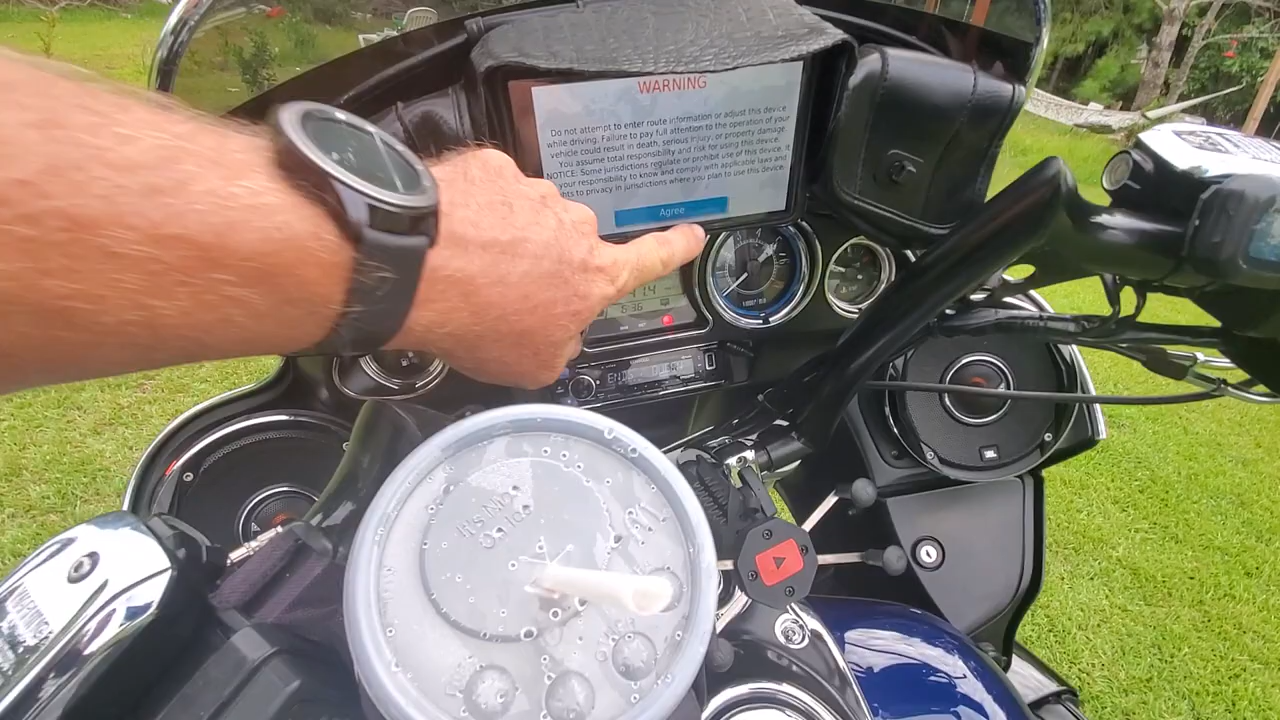 WARNING
Do not attempt to enter route information or adjust this device
while driving. Failure to pay full attention to the operation of your
vehicle could result in death, serious injury, or property damage.
You assume total responsibility and risk for using this device.
NOTICE: Some jurisdictions regulate or prohibit use of this device. It
your responsibility to know and comply with applicable laws and
hts to privacy in jurisdictions where you plan to use this device.
Agree
It's
JBL